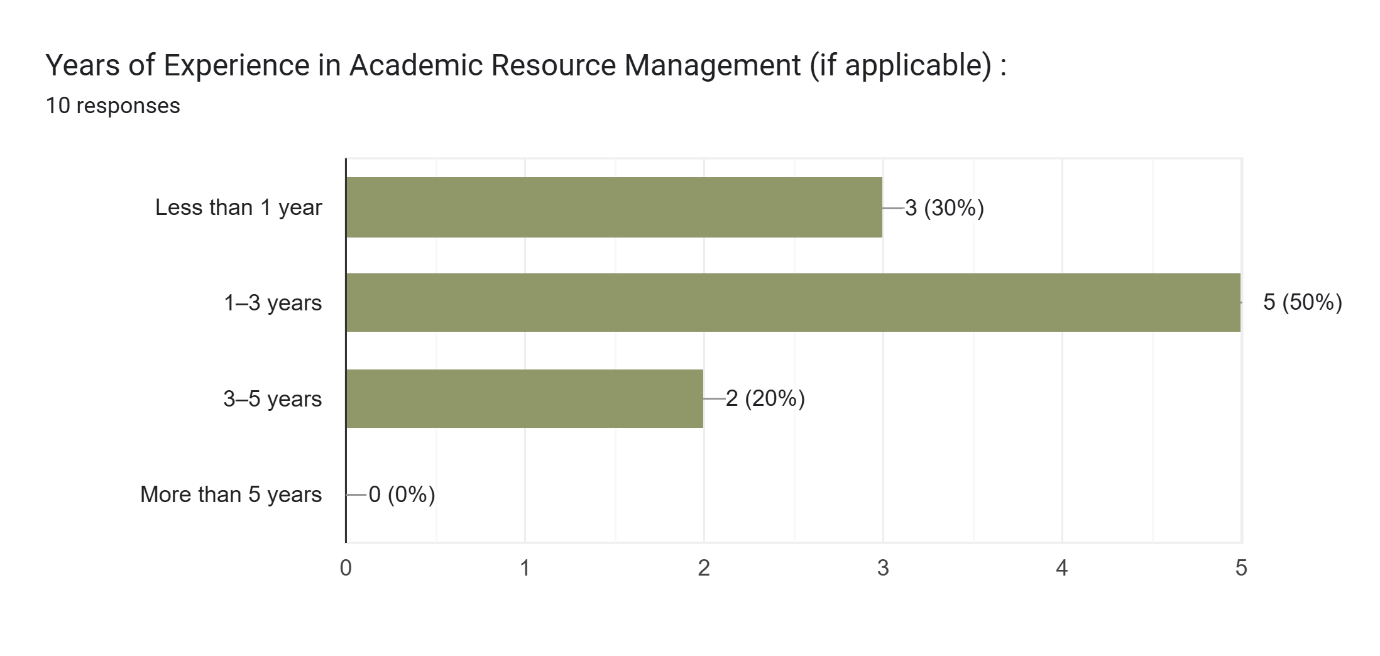 Years of Experience in Academic Resource Management (if applicable) :
10 responses
Less than 1 year
3 (30%)
1–3 years
5 (50%)
3–5 years
2 (20%)
More than 5 years
0 (0%)
0 1 2 3 4 5